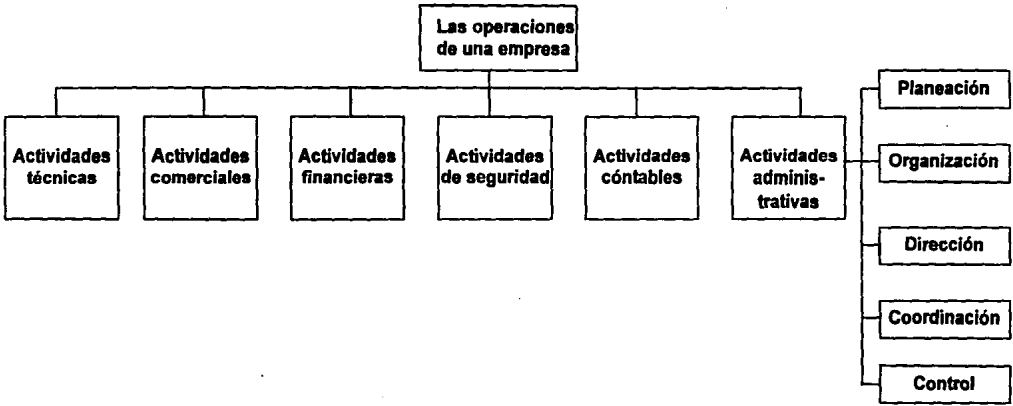 Las operaciones
de una empresa
Actividades
técnicas
Actividades
comerciales
Actividades
financieras
Actividades
de seguridad
Actividades
cóntables
Actividades
adminis-
trativas
Planeación
Organización
Dirección
Coordinación
Control